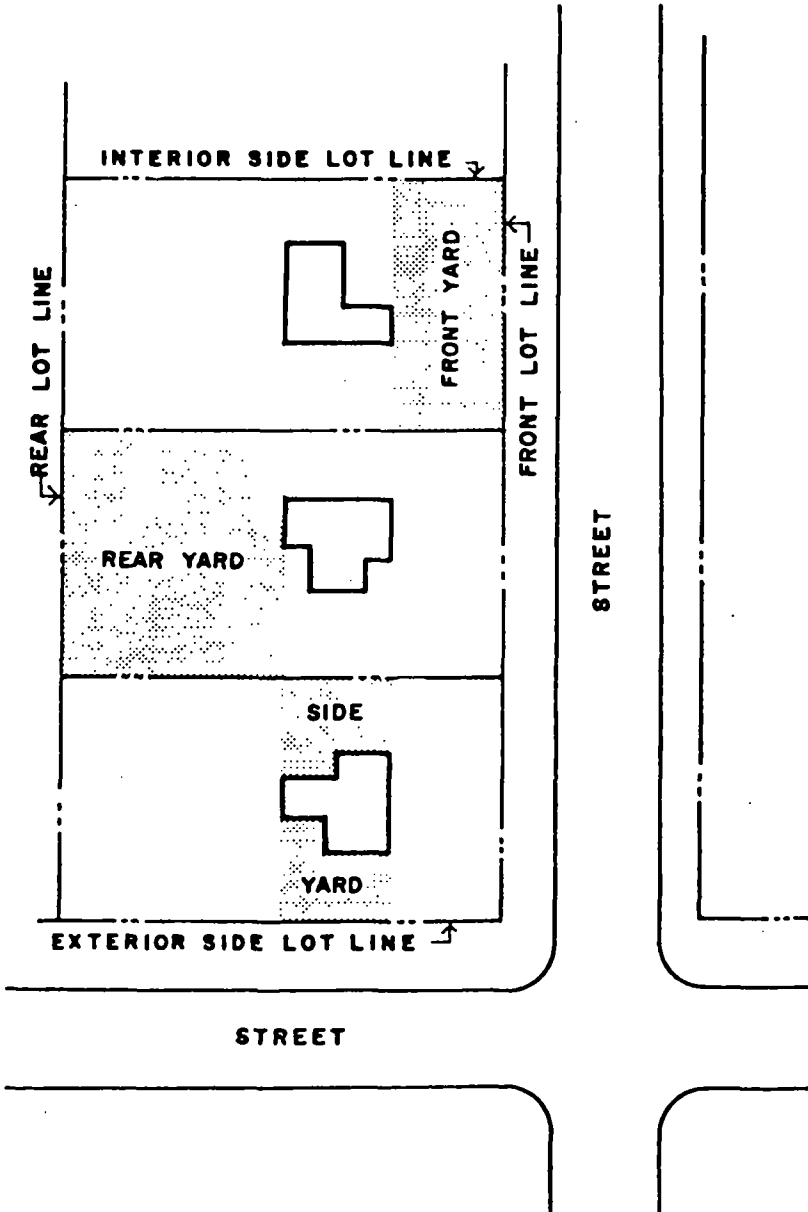 INTERIOR SIDE LOT LINE
FRONT YARD
FRONT LOT LINE
REAR LOT LINE
REAR YARD
STREET
SIDE
YARD
EXTERIOR SIDE LOT LINE
STREET